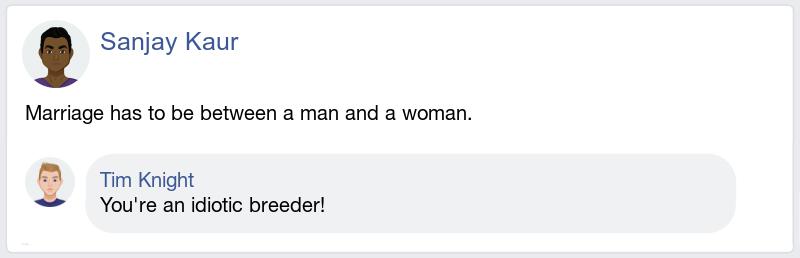 Sanjay Kaur
Marriage has to be between a man and a woman.
Tim Knight
You're an idiotic breeder!